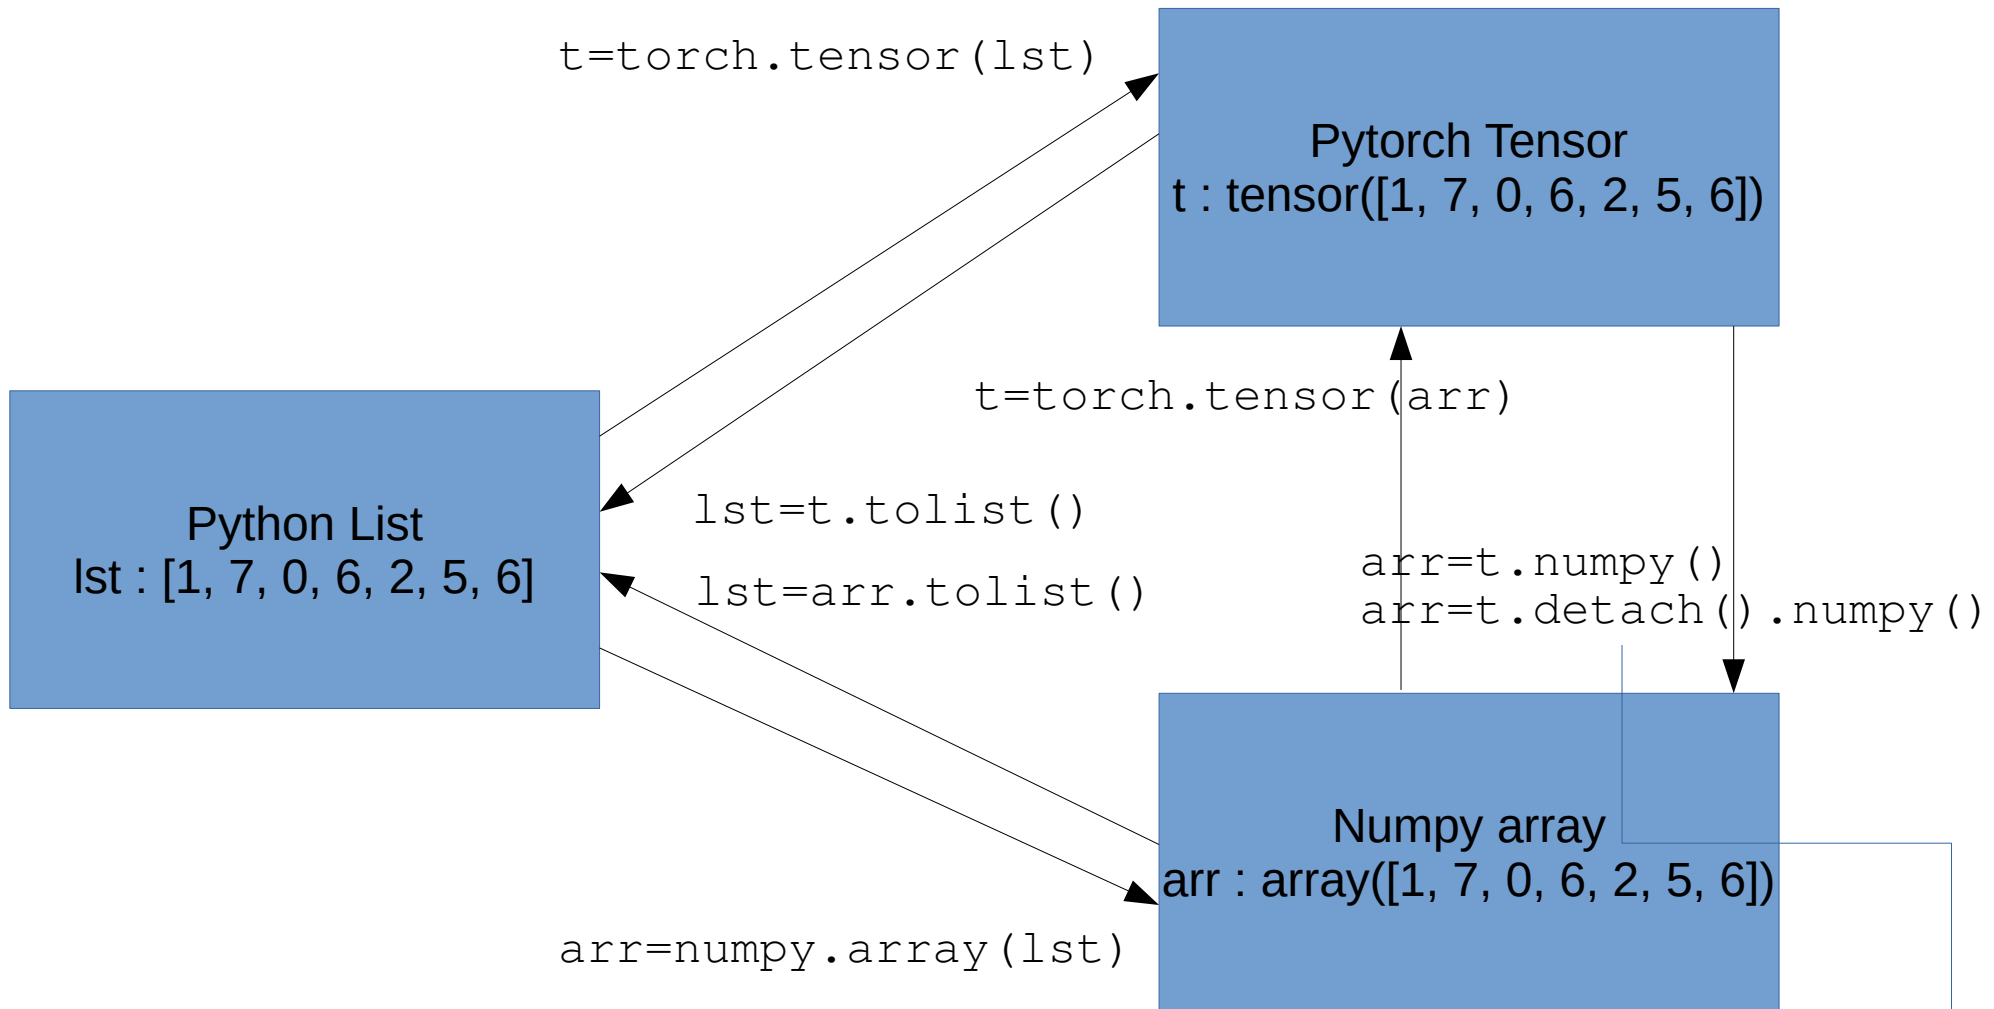 t=torch.tensor(lst)
Pytorch Tensor
t : tensor([1, 7, 0, 6, 2, 5, 6])
t=torch.tensor(arr)
Python List
lst : [1, 7, 0, 6, 2, 5, 6]
lst=t.tolist()
lst=arr.tolist()
arr=t.numpy()
arr=t.detach().numpy()
Numpy array
arr : array([1, 7, 0, 6, 2, 5, 6])
arr=numpy.array(lst)